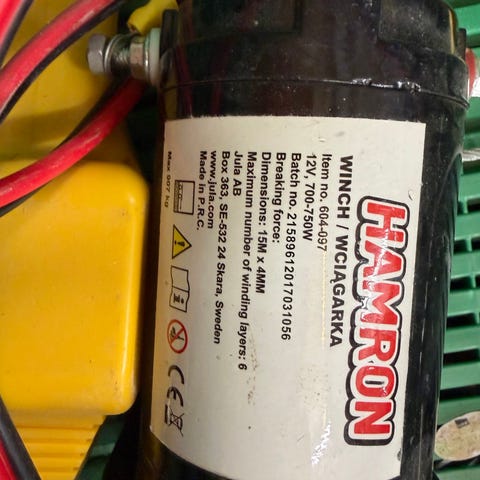 HAMRON
WINCH / WCIĄGARKA
Item no. 604-097
12V, 700-750W
Batch no. 21589612017031056
Breaking force:
Dimensions: 15M x 4MM
Maximum number of winding layers: 6
Jula AB
Box 363, SE-532 24 Skara, Sweden
www.jula.com
Made in P.R.C.
Max 907 kg
CE